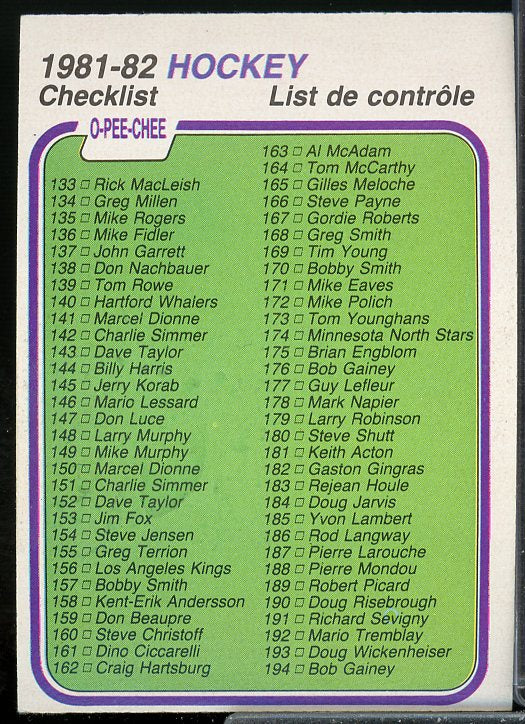 1981-82 HOCKEY
Checklist List de contrôle
O-PEE-CHEE
133 □ Rick MacLeish
134 □ Greg Millen
135 □ Mike Rogers
136 □ Mike Fidler
137 □ John Garrett
138 □ Don Nachbauer
139 □ Tom Rowe
140 □ Hartford Whalers
141 □ Marcel Dionne
142 □ Charlie Simmer
143 □ Dave Taylor
144 □ Billy Harris
145 □ Jerry Korab
146 □ Mario Lessard
147 □ Don Luce
148 □ Larry Murphy
149 □ Mike Murphy
150 □ Marcel Dionne
151 □ Charlie Simmer
152 □ Dave Taylor
153 □ Jim Fox
154 □ Steve Jensen
155 □ Greg Terrion
156 □ Los Angeles Kings
157 □ Bobby Smith
158 □ Kent-Erik Andersson
159 □ Don Beaupre
160 □ Steve Christoff
161 □ Dino Ciccarelli
162 □ Craig Hartsburg
163 □ Al McAdam
164 □ Tom McCarthy
165 □ Gilles Meloche
166 □ Steve Payne
167 □ Gordie Roberts
168 □ Greg Smith
169 □ Tim Young
170 □ Bobby Smith
171 □ Mike Eaves
172 □ Mike Polich
173 □ Tom Younghans
174 □ Minnesota North Stars
175 □ Brian Engblom
176 □ Bob Gainey
177 □ Guy Lefleur
178 □ Mark Napier
179 □ Larry Robinson
180 □ Steve Shutt
181 □ Keith Acton
182 □ Gaston Gingras
183 □ Rejean Houle
184 □ Doug Jarvis
185 □ Yvon Lambert
186 □ Rod Langway
187 □ Pierre Larouche
188 □ Pierre Mondou
189 □ Robert Picard
190 □ Doug Risebrough
191 □ Richard Sevigny
192 □ Mario Tremblay
193 □ Doug Wickenheiser
194 □ Bob Gainey